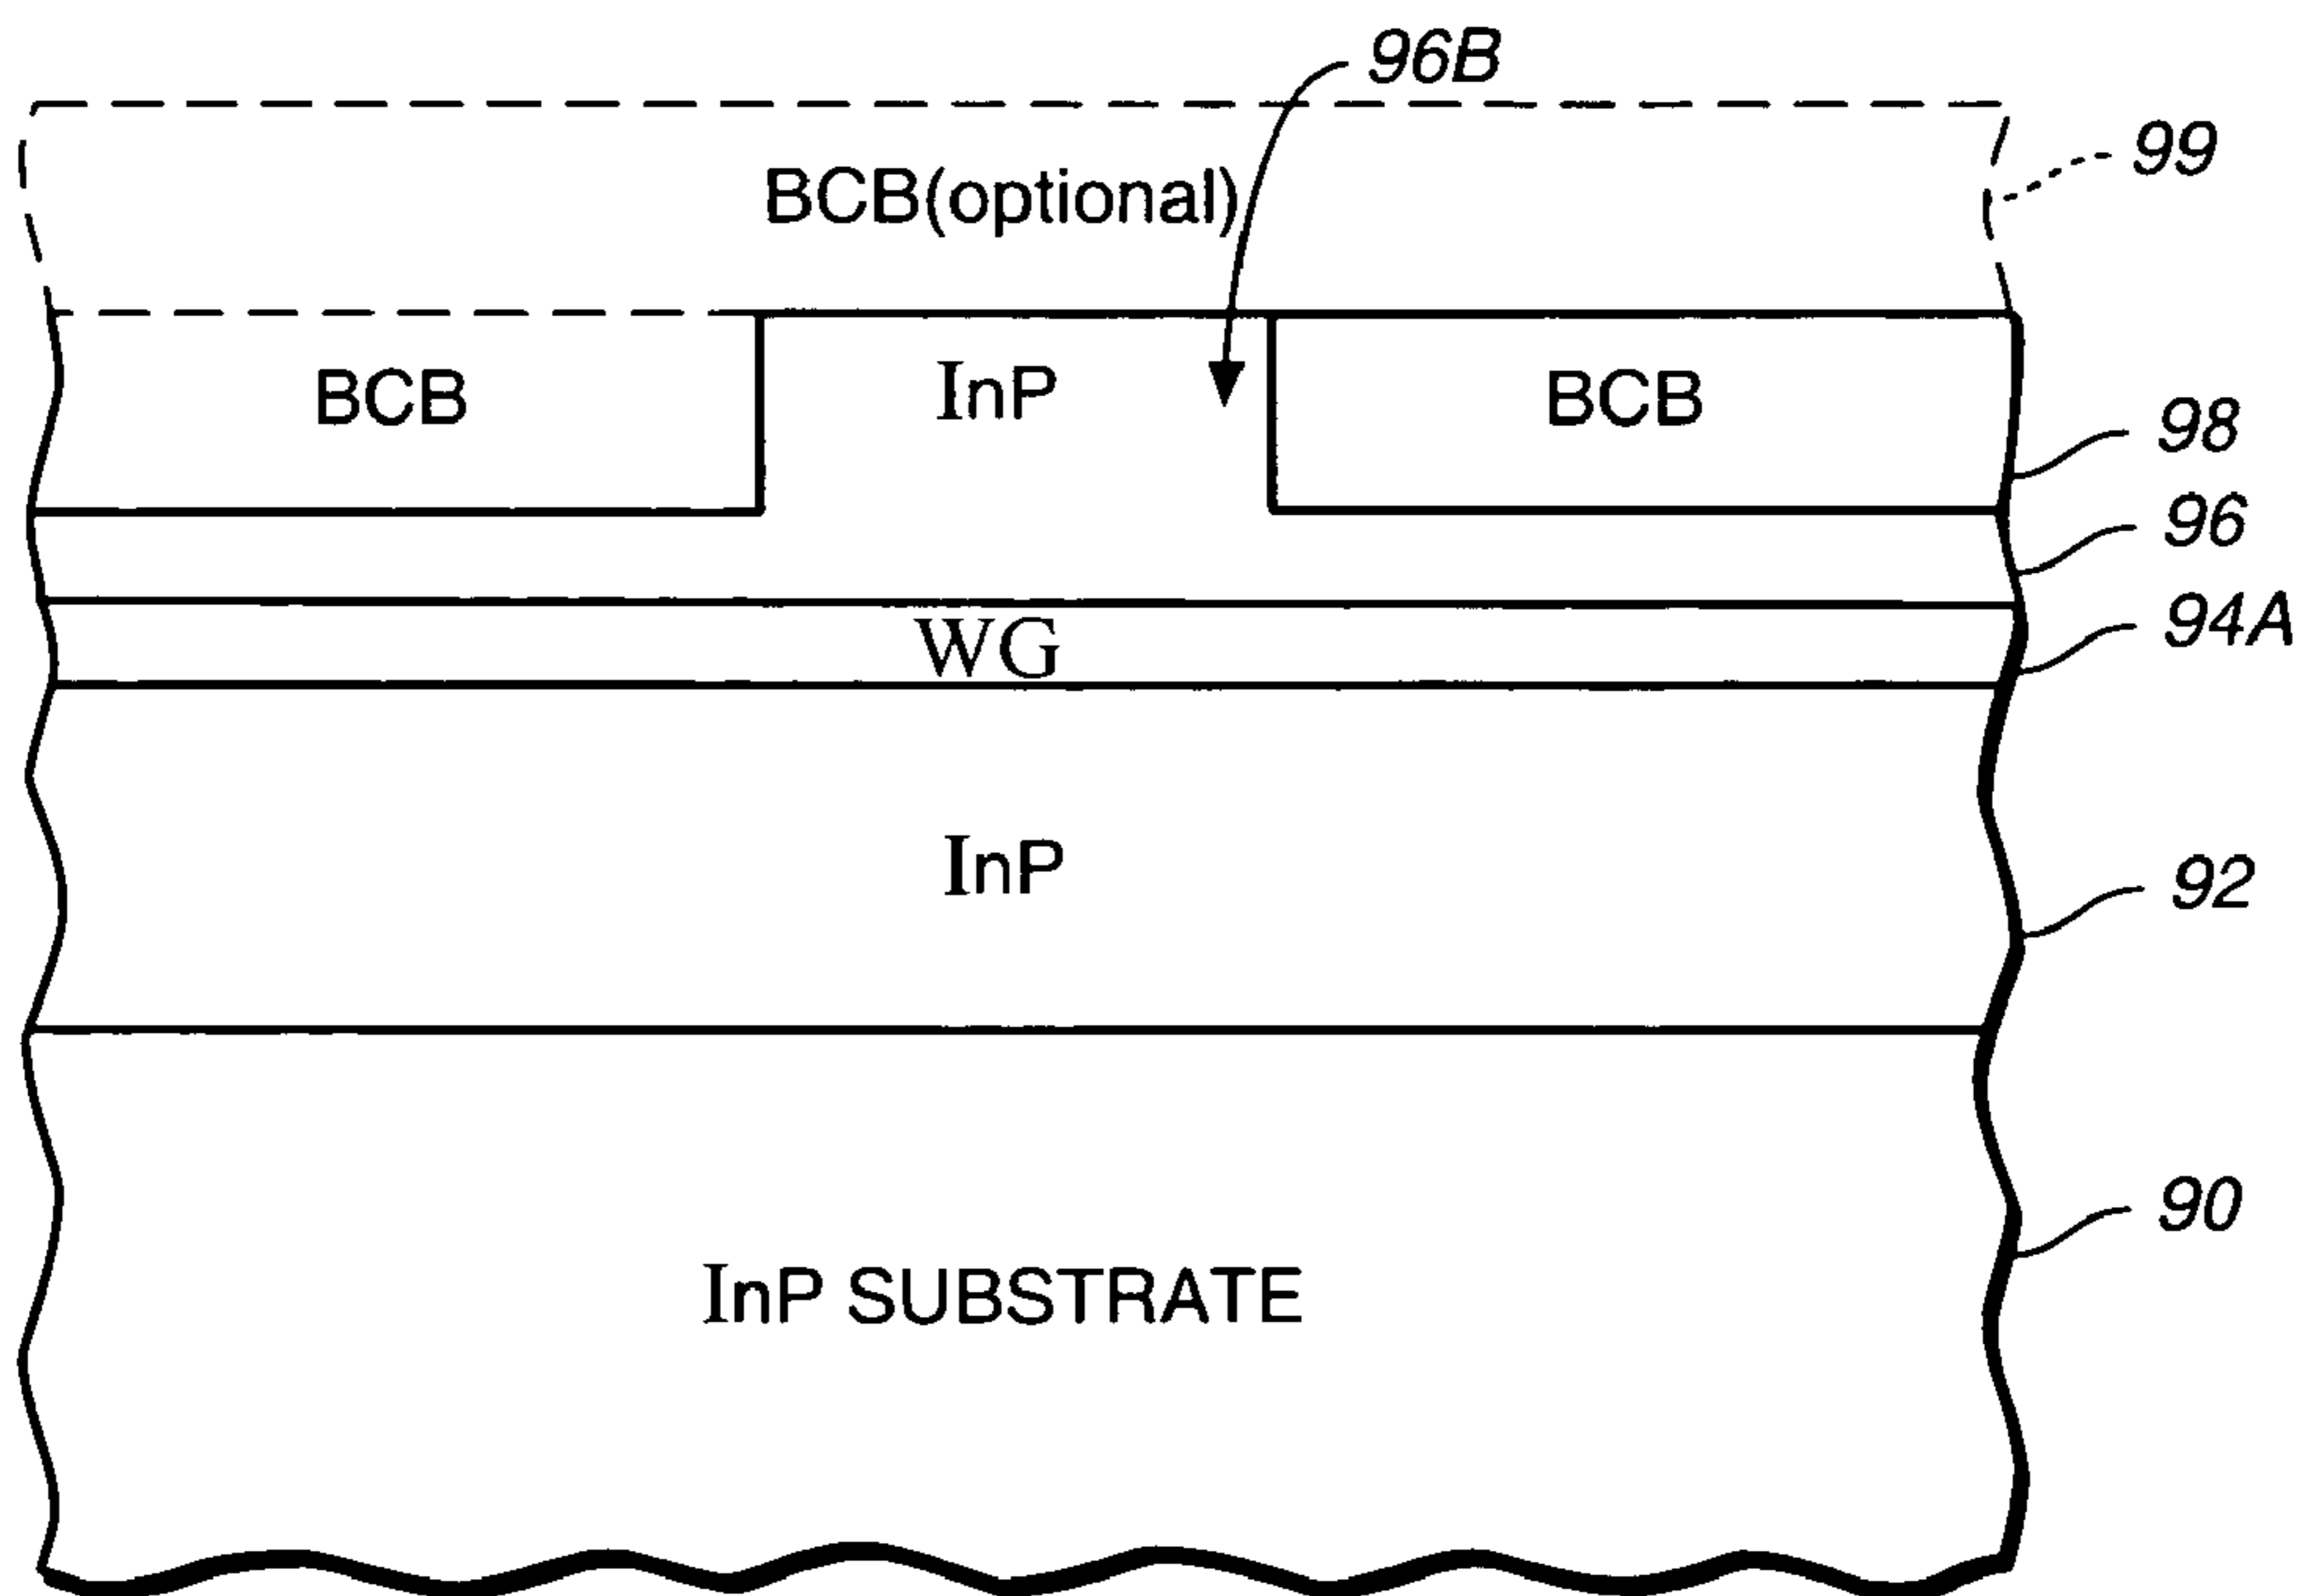 96B
99
BCB(optional)
BCB
InP
BCB
98
96
94A
WG
InP
92
90
InP SUBSTRATE